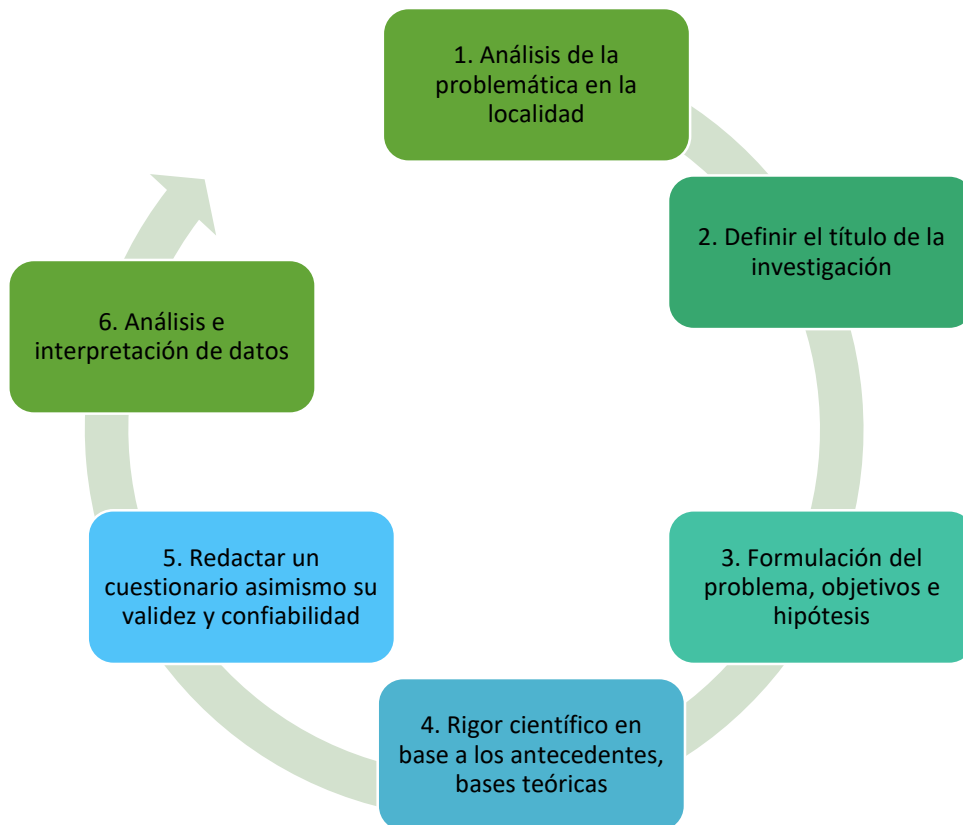 1. Análisis de la
problemática en la
localidad
2. Definir el título de la
investigación
3. Formulación del
problema, objetivos e
hipótesis
4. Rigor científico en
base a los antecedentes,
bases teóricas
5. Redactar un
cuestionario asimismo su
validez y confiabilidad
6. Análisis e
interpretación de datos